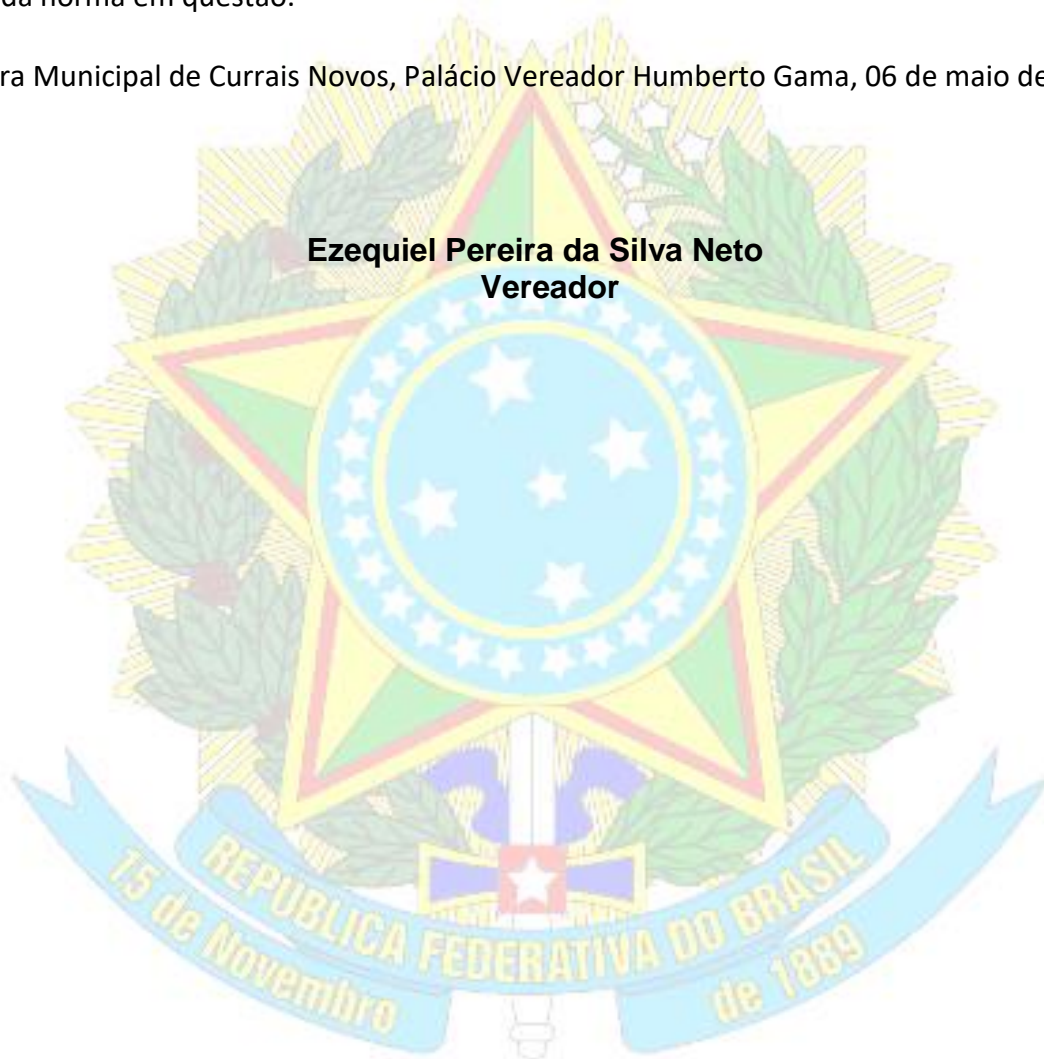 da norma em questão.
ra Municipal de Currais Novos, Palácio Vereador Humberto Gama, 06 de maio de
Ezequiel Pereira da Silva Neto
Vereador
REPUBLICA FEDERATIVA DO BRASIL
15 de Novembro
de 1889